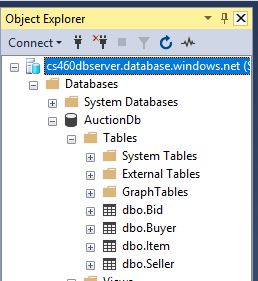 Object Explorer
Connect
cs460dbserver.database.windows.net (S
Databases
System Databases
AuctionDb
Tables
System Tables
External Tables
GraphTables
dbo.Bid
dbo.Buyer
dbo.Item
dbo.Seller
Views